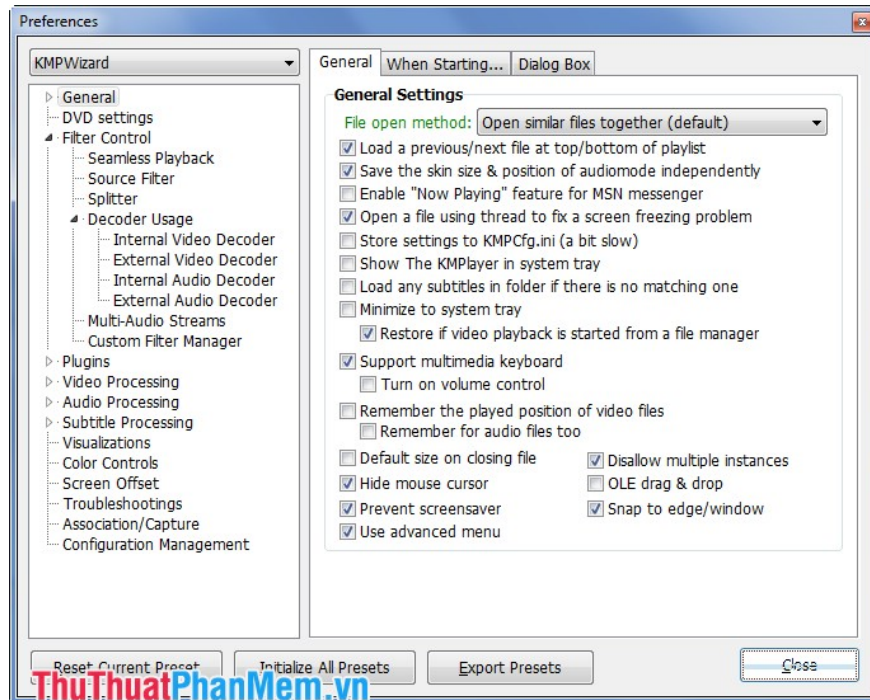 Preferences
KMPWizard
General
DVD settings
Filter Control
Seamless Playback
Source Filter
Splitter
Decoder Usage
Internal Video Decoder
External Video Decoder
Internal Audio Decoder
External Audio Decoder
Multi-Audio Streams
Custom Filter Manager
Plugins
Video Processing
Audio Processing
Subtitle Processing
Visualizations
Color Controls
Screen Offset
Troubleshootings
Association/Capture
Configuration Management
General When Starting... Dialog Box
General Settings
File open method: Open similar files together (default)
Load a previous/next file at top/bottom of playlist
Save the skin size & position of audiomode independently
Enable "Now Playing" feature for MSN messenger
Open a file using thread to fix a screen freezing problem
Store settings to KMPCfg.ini (a bit slow)
Show The KMPlayer in system tray
Load any subtitles in folder if there is no matching one
Minimize to system tray
Restore if video playback is started from a file manager
Support multimedia keyboard
Turn on volume control
Remember the played position of video files
Remember for audio files too
Default size on closing file Disallow multiple instances
Hide mouse cursor OLE drag & drop
Prevent screensaver Snap to edge/window
Use advanced menu
Reset Current Preset Initialize All Presets Export Presets Close
ThuThuatPhanMem.vn